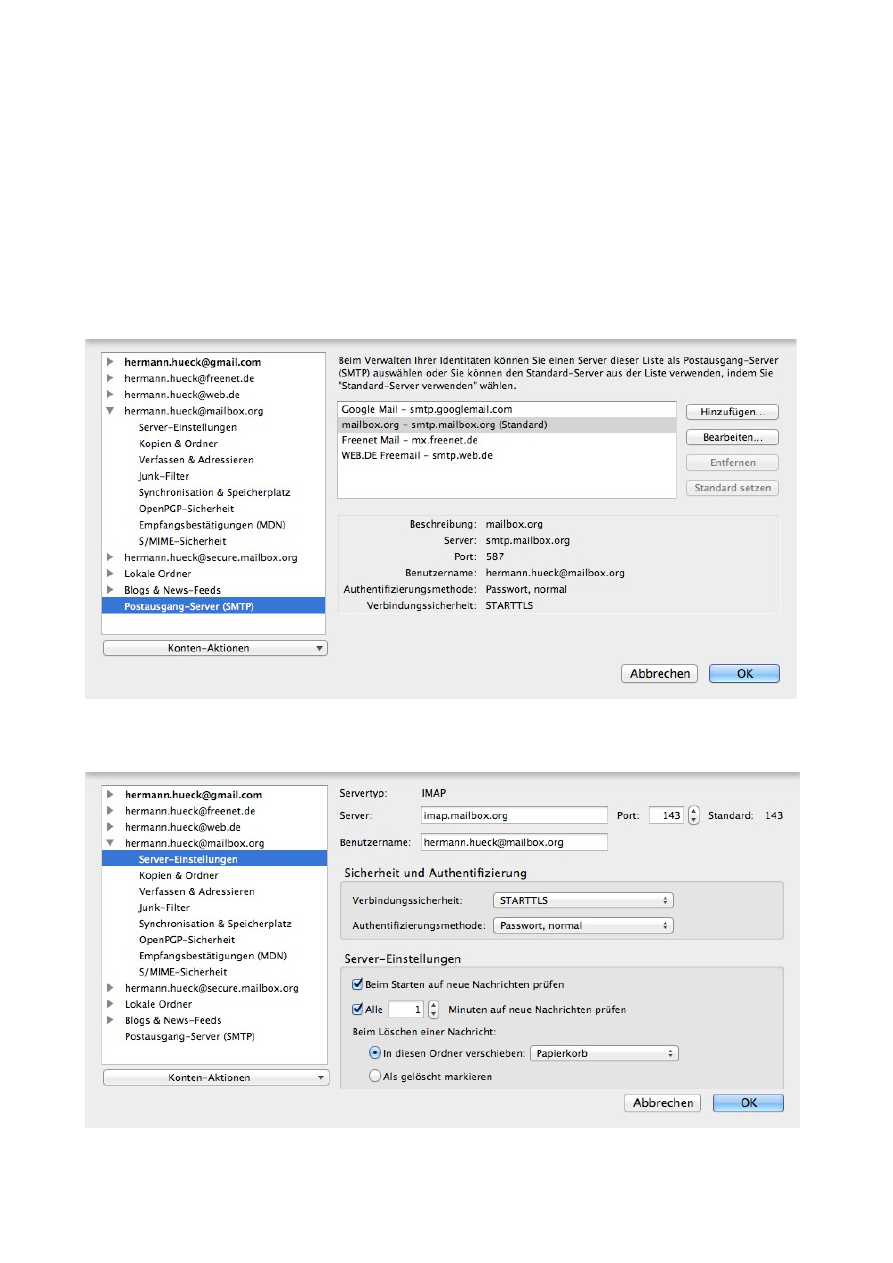 hermann.hueck@gmail.com
hermann.hueck@freenet.de
hermann.hueck@web.de
hermann.hueck@mailbox.org
Server-Einstellungen
Kopien & Ordner
Verfassen & Adressieren
Junk-Filter
Synchronisation & Speicherplatz
OpenPGP-Sicherheit
Empfangsbestätigungen (MDN)
S/MIME-Sicherheit
hermann.hueck@secure.mailbox.org
Lokale Ordner
Blogs & News-Feeds
Postausgang-Server (SMTP)
Konten-Aktionen
Beim Verwalten Ihrer Identitäten können Sie einen Server dieser Liste als Postausgang-Server
(SMTP) auswählen oder Sie können den Standard-Server aus der Liste verwenden, indem Sie
"Standard-Server verwenden" wählen.
Google Mail – smtp.googlemail.com
mailbox.org – smtp.mailbox.org (Standard)
Freenet Mail – mx.freenet.de
WEB.DE Freemail – smtp.web.de
Hinzufügen...
Bearbeiten...
Entfernen
Standard setzen
Beschreibung: mailbox.org
Server: smtp.mailbox.org
Port: 587
Benutzername: hermann.hueck@mailbox.org
Authentifizierungsmethode: Passwort, normal
Verbindungssicherheit: STARTTLS
Abbrechen OK
hermann.hueck@gmail.com
hermann.hueck@freenet.de
hermann.hueck@web.de
hermann.hueck@mailbox.org
Server-Einstellungen
Kopien & Ordner
Verfassen & Adressieren
Junk-Filter
Synchronisation & Speicherplatz
OpenPGP-Sicherheit
Empfangsbestätigungen (MDN)
S/MIME-Sicherheit
hermann.hueck@secure.mailbox.org
Lokale Ordner
Blogs & News-Feeds
Postausgang-Server (SMTP)
Konten-Aktionen
Servertyp: IMAP
Server: imap.mailbox.org Port: 143 Standard: 143
Benutzername: hermann.hueck@mailbox.org
Sicherheit und Authentifizierung
Verbindungssicherheit: STARTTLS
Authentifizierungsmethode: Passwort, normal
Server-Einstellungen
Beim Starten auf neue Nachrichten prüfen
Alle 1 Minuten auf neue Nachrichten prüfen
Beim Löschen einer Nachricht:
In diesen Ordner verschieben: Papierkorb
Als gelöscht markieren
Abbrechen OK